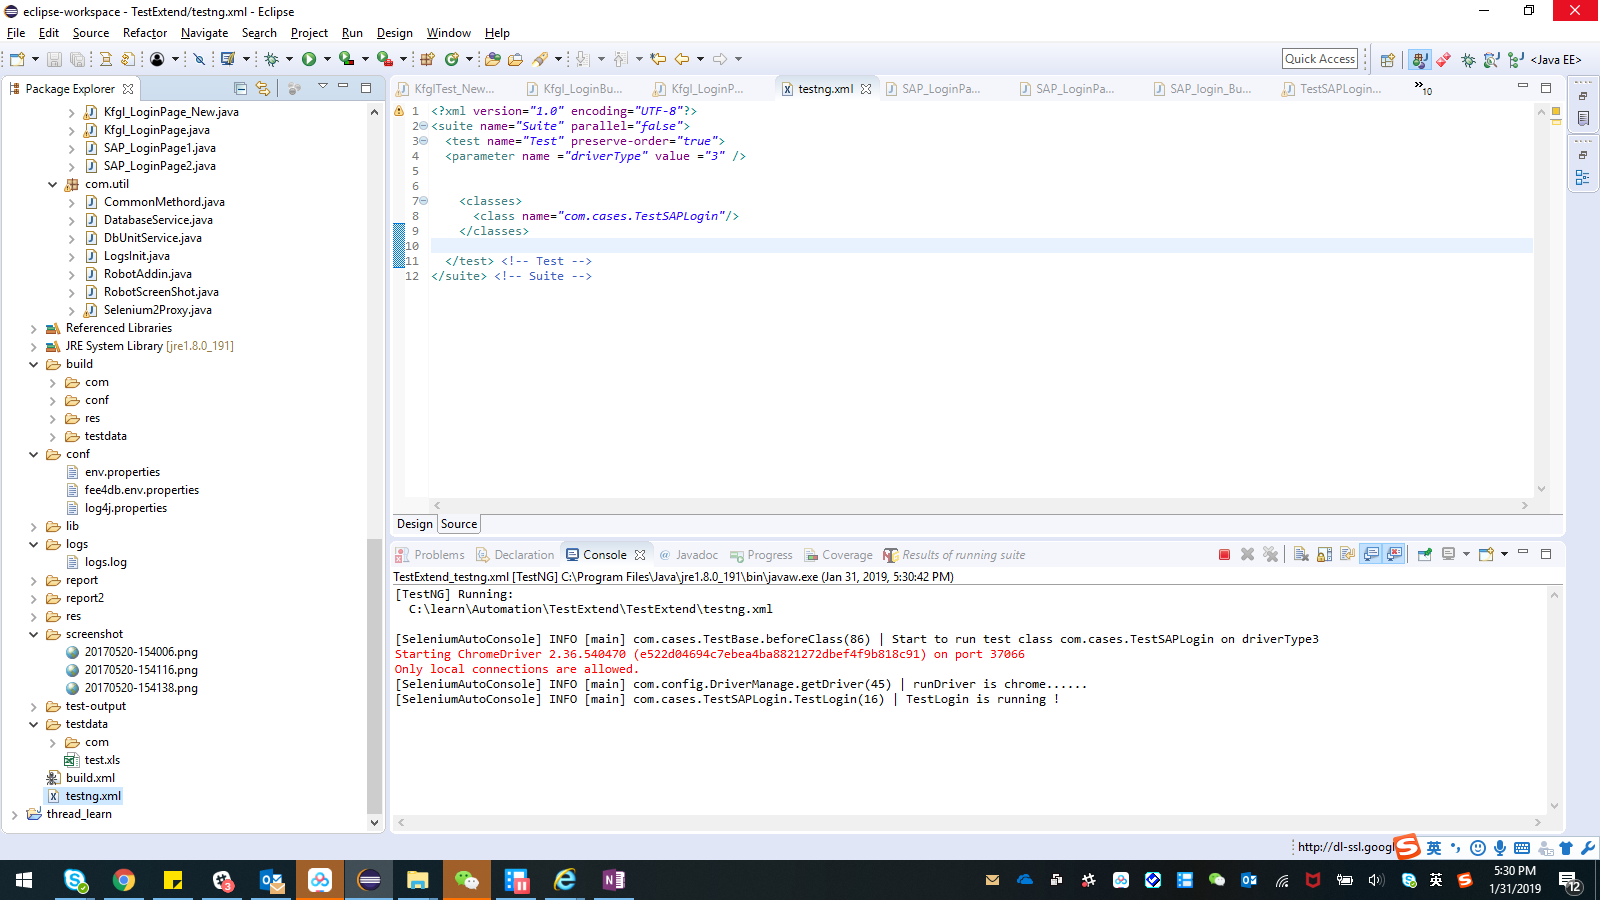 eclipse-workspace - TestExtend/testng.xml - Eclipse
File Edit Source Refactor Navigate Search Project Run Design Window Help
Quick Access
<Java EE>
Package Explorer
Kfgl_LoginPage_New.java
Kfgl_LoginPage.java
SAP_LoginPage1.java
SAP_LoginPage2.java
com.util
CommonMethord.java
DatabaseService.java
DbUnitService.java
LogsInit.java
RobotAddin.java
RobotScreenShot.java
Selenium2Proxy.java
Referenced Libraries
JRE System Library [jre1.8.0_191]
build
com
conf
res
testdata
conf
env.properties
fee4db.env.properties
log4j.properties
lib
logs
logs.log
report
report2
res
screenshot
20170520-154006.png
20170520-154116.png
20170520-154138.png
test-output
testdata
com
test.xls
build.xml
testng.xml
thread_learn
KfglTest_New...
Kfgl_LoginBu...
Kfgl_LoginP...
testng.xml
SAP_LoginPa...
SAP_LoginPa...
SAP_login_Bu...
TestSAPLogin...
10
1 <?xml version="1.0" encoding="UTF-8"?>
2 <suite name="Suite" parallel="false">
3 <test name="Test" preserve-order="true">
4 <parameter name ="driverType" value ="3" />
5
6
7 <classes>
8 <class name="com.cases.TestSAPLogin"/>
9 </classes>
10
11 </test> <!-- Test -->
12 </suite> <!-- Suite -->
Design Source
Problems Declaration Console Javadoc Progress Coverage Results of running suite
TestExtend_testng.xml [TestNG] C:\Program Files\Java\jre1.8.0_191\bin\javaw.exe (Jan 31, 2019, 5:30:42 PM)
[TestNG] Running:
C:\learn\Automation\TestExtend\TestExtend\testng.xml
[SeleniumAutoConsole] INFO [main] com.cases.TestBase.beforeClass(86) | Start to run test class com.cases.TestSAPLogin on driverType3
Starting ChromeDriver 2.36.540470 (e522d04694c7ebea4ba8821272dbef4f9b818c91) on port 37066
Only local connections are allowed.
[SeleniumAutoConsole] INFO [main] com.config.DriverManage.getDriver(45) | runDriver is chrome......
[SeleniumAutoConsole] INFO [main] com.cases.TestSAPLogin.TestLogin(16) | TestLogin is running !
http://dl-ssl.googl
英
3
英
5:30 PM
1/31/2019
12